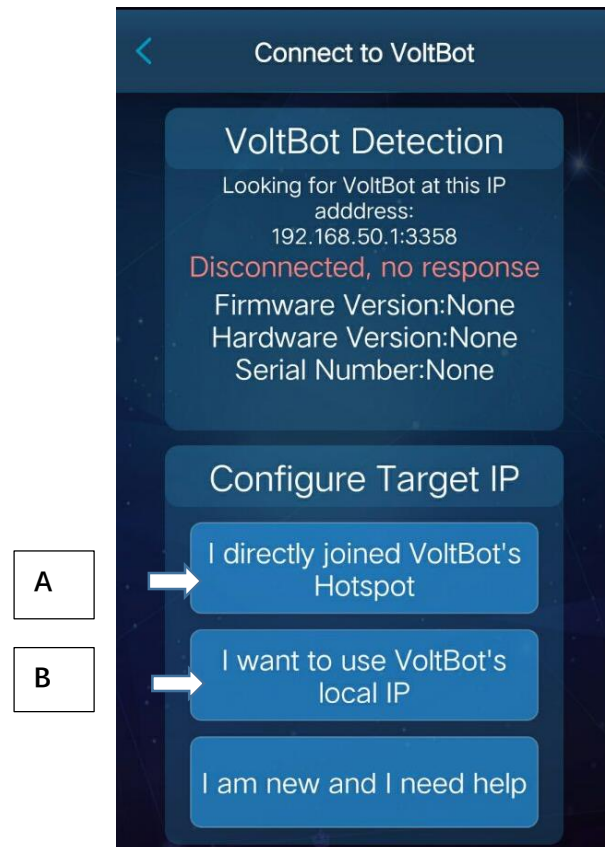 Connect to VoltBot
VoltBot Detection
Looking for VoltBot at this IP
adddress:
192.168.50.1:3358
Disconnected, no response
Firmware Version:None
Hardware Version:None
Serial Number:None
Configure Target IP
A
I directly joined VoltBot's
Hotspot
B
I want to use VoltBot's
local IP
I am new and I need help